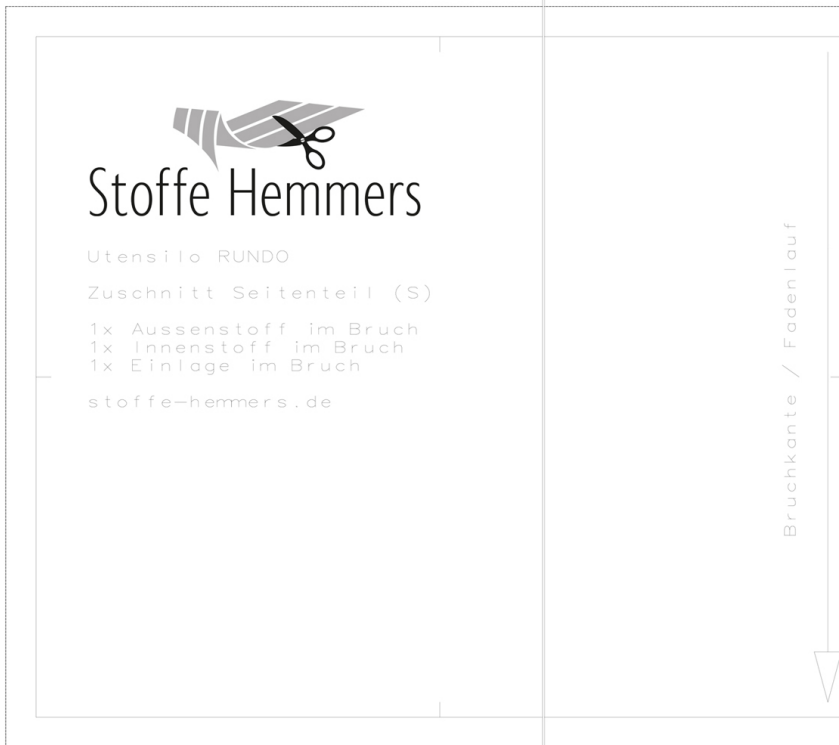 Stoffe Hemmers
Utensilo RUNDO
Zuschnitt Seitenteil (S)
1x Aussenstoff im Bruch
1x Innenstoff im Bruch
1x Einlage im Bruch
stoffe-hemmers.de
Bruchkante / Fadenlauf